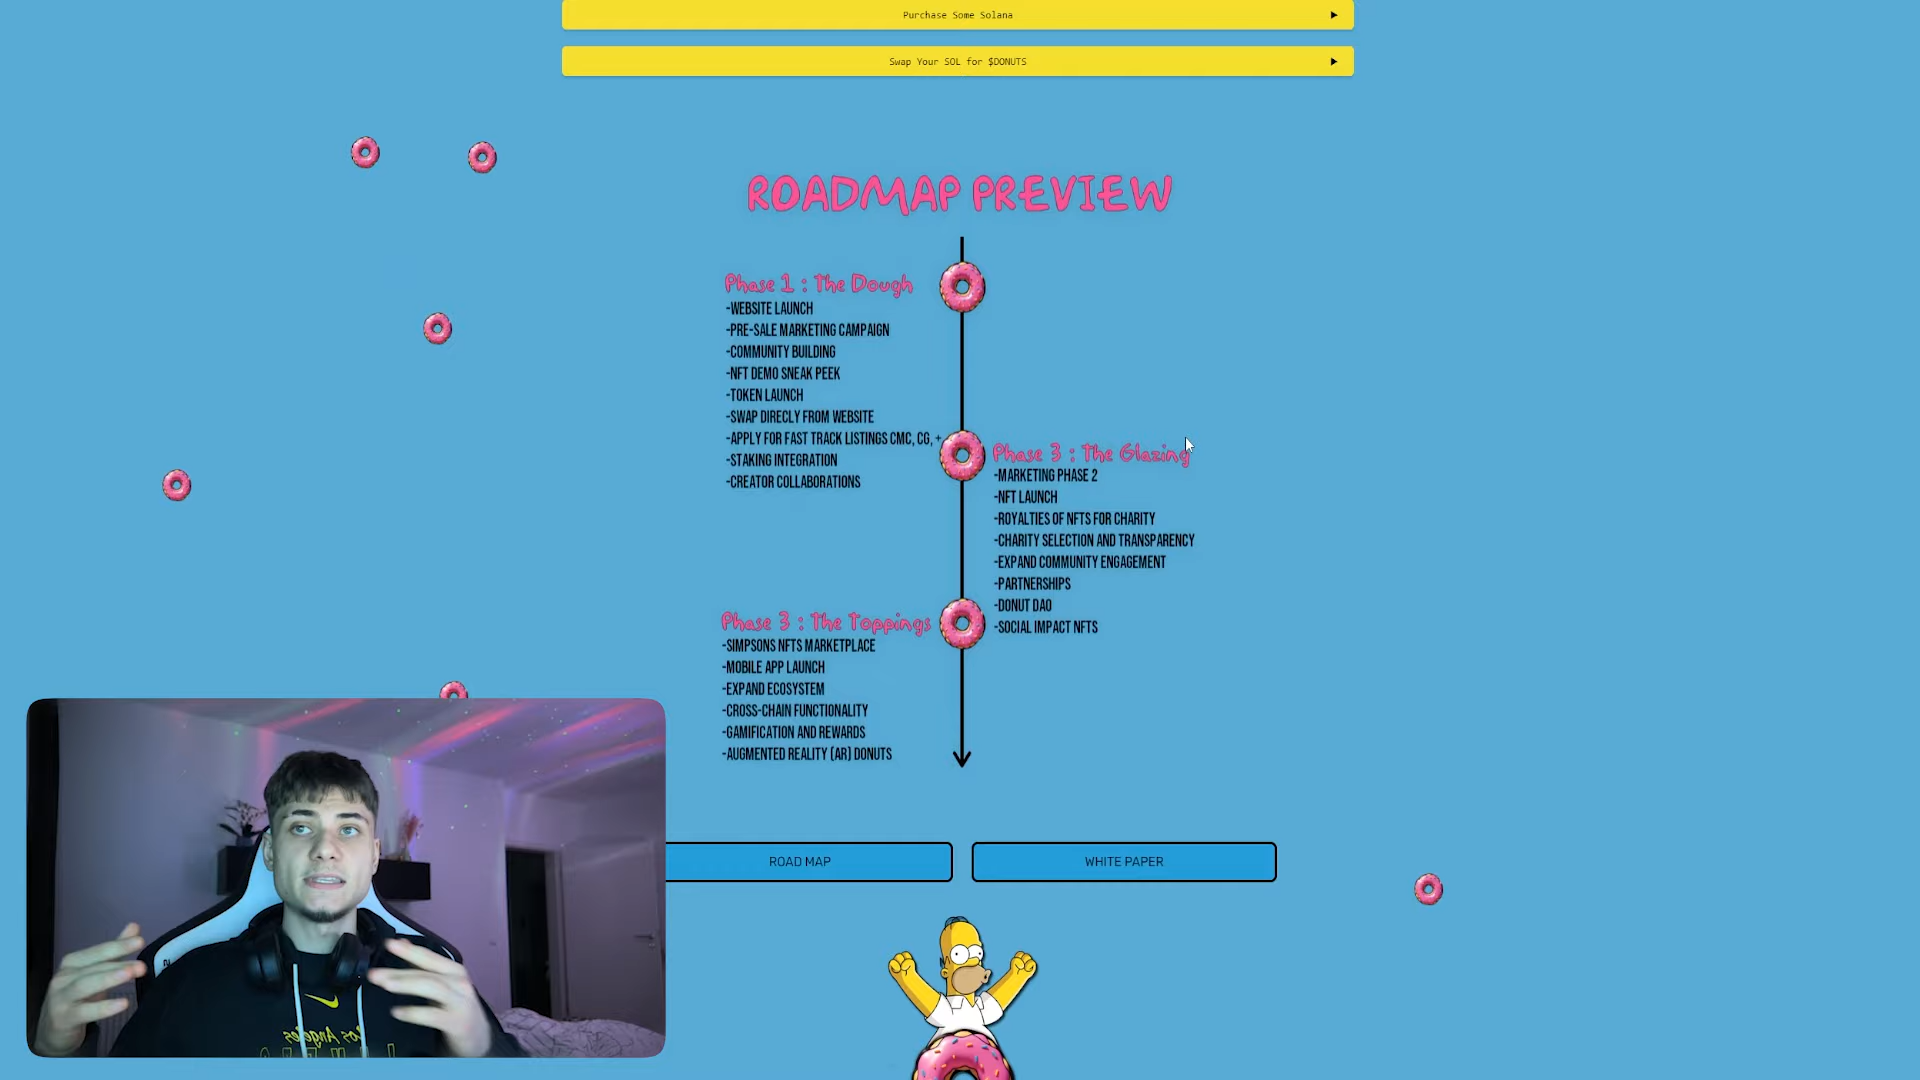 Purchase Some Solana
Swap Your SOL for $DONUTS
ROADMAP PREVIEW
Phase 1 : The Dough
-WEBSITE LAUNCH
-PRE-SALE MARKETING CAMPAIGN
-COMMUNITY BUILDING
-NFT DEMO SNEAK PEEK
-TOKEN LAUNCH
-SWAP DIRECLY FROM WEBSITE
-APPLY FOR FAST TRACK LISTINGS CMC, CG, +
-STAKING INTEGRATION
-CREATOR COLLABORATIONS
Phase 3 : The Glazing
-MARKETING PHASE 2
-NFT LAUNCH
-ROYALTIES OF NFTS FOR CHARITY
-CHARITY SELECTION AND TRANSPARENCY
-EXPAND COMMUNITY ENGAGEMENT
-PARTNERSHIPS
-DONUT DAO
-SOCIAL IMPACT NFTS
Phase 3 : The Toppings
-SIMPSONS NFTS MARKETPLACE
-MOBILE APP LAUNCH
-EXPAND ECOSYSTEM
-CROSS-CHAIN FUNCTIONALITY
-GAMIFICATION AND REWARDS
-AUGMENTED REALITY (AR) DONUTS
ROAD MAP
WHITE PAPER
Los Angeles